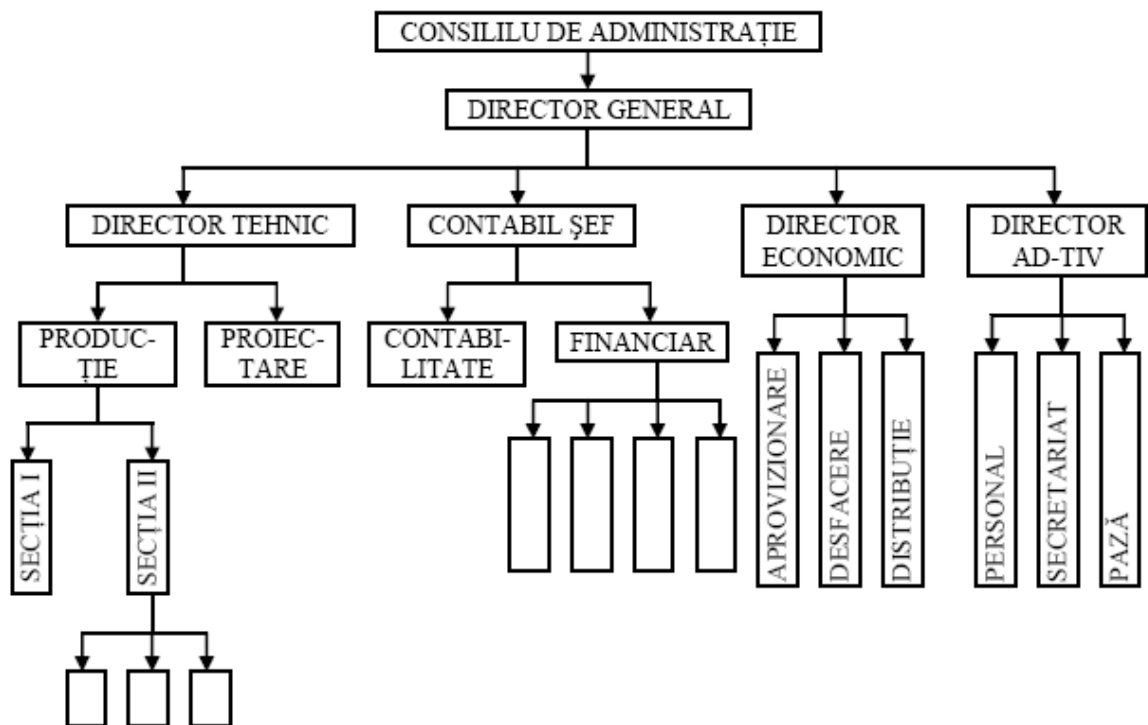 CONSILILU DE ADMINISTRAȚIE
DIRECTOR GENERAL
DIRECTOR TEHNIC
CONTABIL ŞEF
DIRECTOR
ECONOMIC
DIRECTOR
AD-TIV
PRODUC-
ȚIE
PROIEC-
TARE
CONTABI-
LITATE
FINANCIAR
APROVIZIONARE
DESFACERE
DISTRIBUȚIE
PERSONAL
SECRETARIAT
PAZĂ
SECȚIA I
SECȚIA II